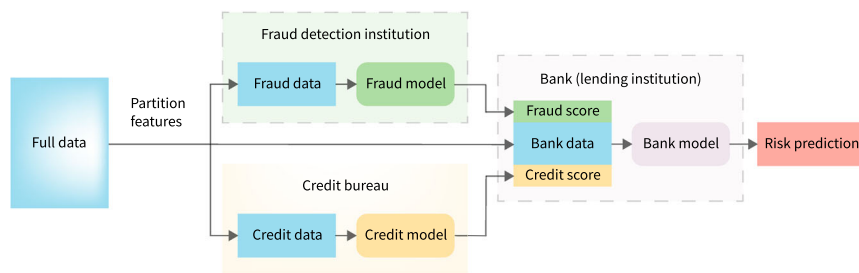 Full data
Partition
features
Fraud detection institution
Fraud data
Fraud model
Credit bureau
Credit data
Credit model
Bank (lending institution)
Fraud score
Bank data
Credit score
Bank model
Risk prediction